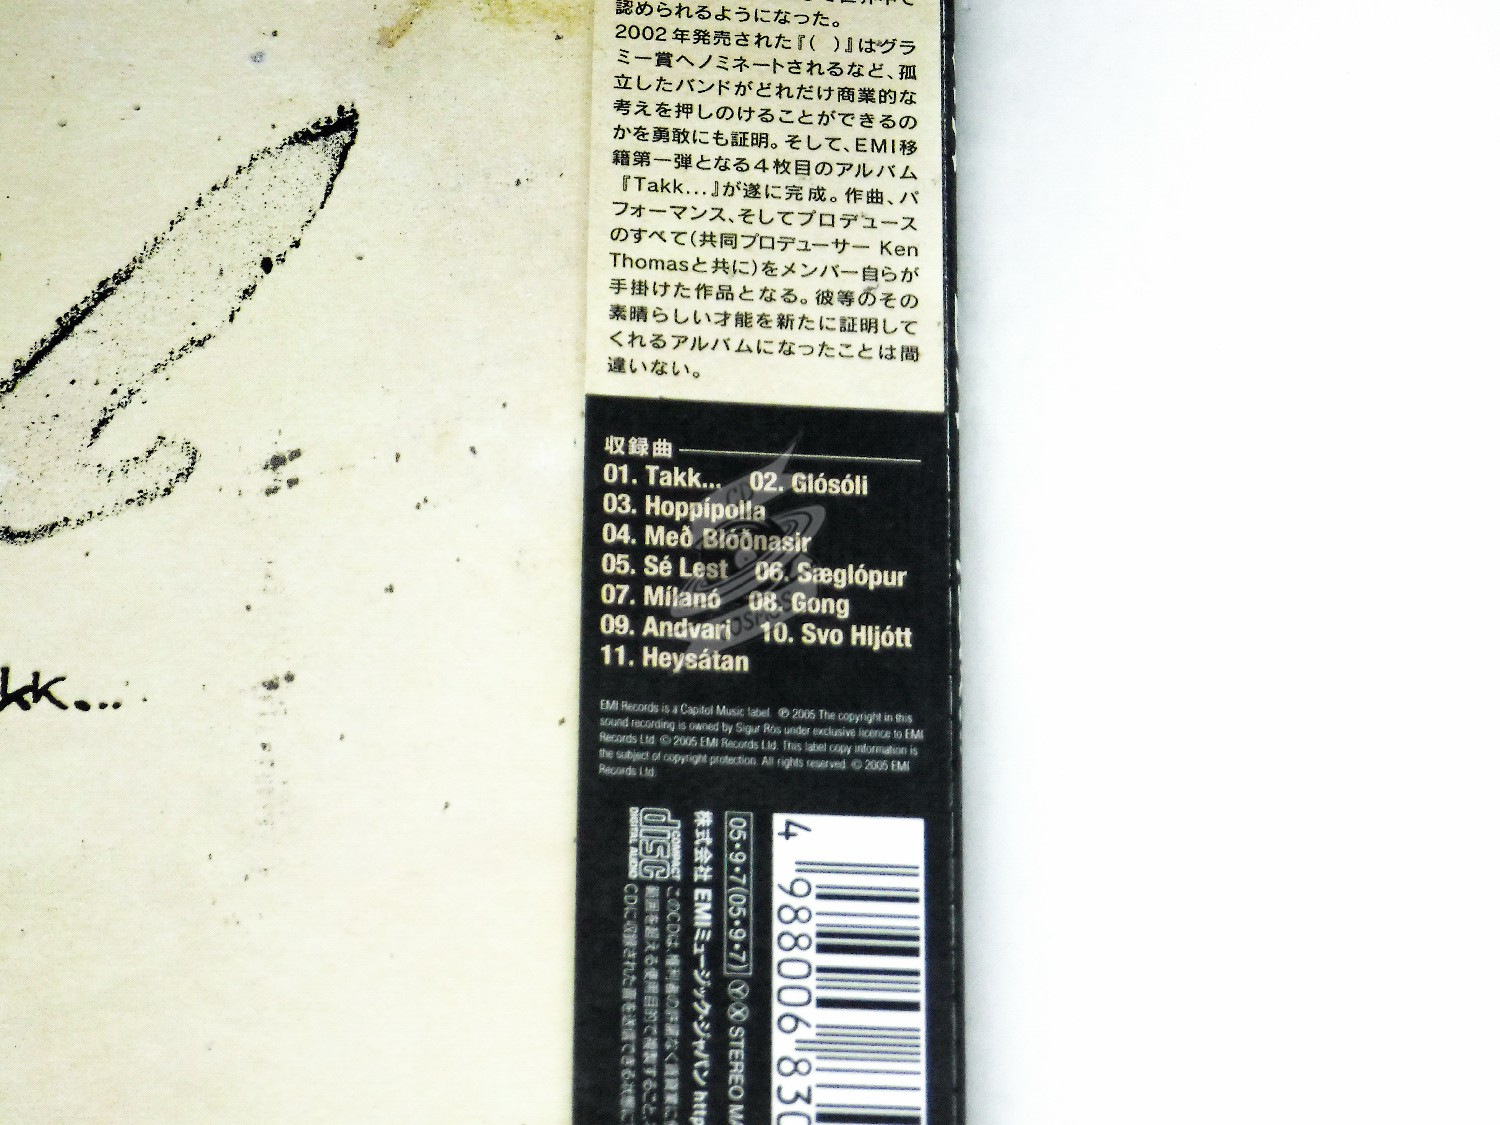 認められるようになった。
2002年発売された『( )』はグラ
ミー賞へノミネートされるなど、孤
立したバンドがどれだけ商業的な
考えを押しのけることができるの
かを勇敢にも証明。そして、EMI移
籍第一弾となる4枚目のアルバム
『Takk...』が遂に完成。作曲、パ
フォーマンス、そしてプロデュース
のすべて(共同プロデューサー Ken
Thomasと共に)をメンバー自らが
手掛けた作品となる。彼等のその
素晴らしい才能を新たに証明して
くれるアルバムになったことは間
違いない。
収録曲
01. Takk... 02. Glósóli
03. Hoppípolla
04. Með Blóðnasir
05. Sé Lest 06. Sæglópur
07. Mílanó 08. Gong
09. Andvari 10. Svo Hljótt
11. Heysátan
EMI Records is a Capitol Music label. ℗ 2005 The copyright in this
sound recording is owned by Sigur Rós under exclusive licence to EMI
Records Ltd. © 2005 EMI Records Ltd. This label copy information is
the subject of copyright protection. All rights reserved. © 2005 EMI
Records Ltd.
kk...
4 988006 830
05・9・7(05・9・7) Ⓨ Ⓧ STEREO
株式会社 EMIミュージック・ジャパン http
COMPACT
disc
DIGITAL AUDIO